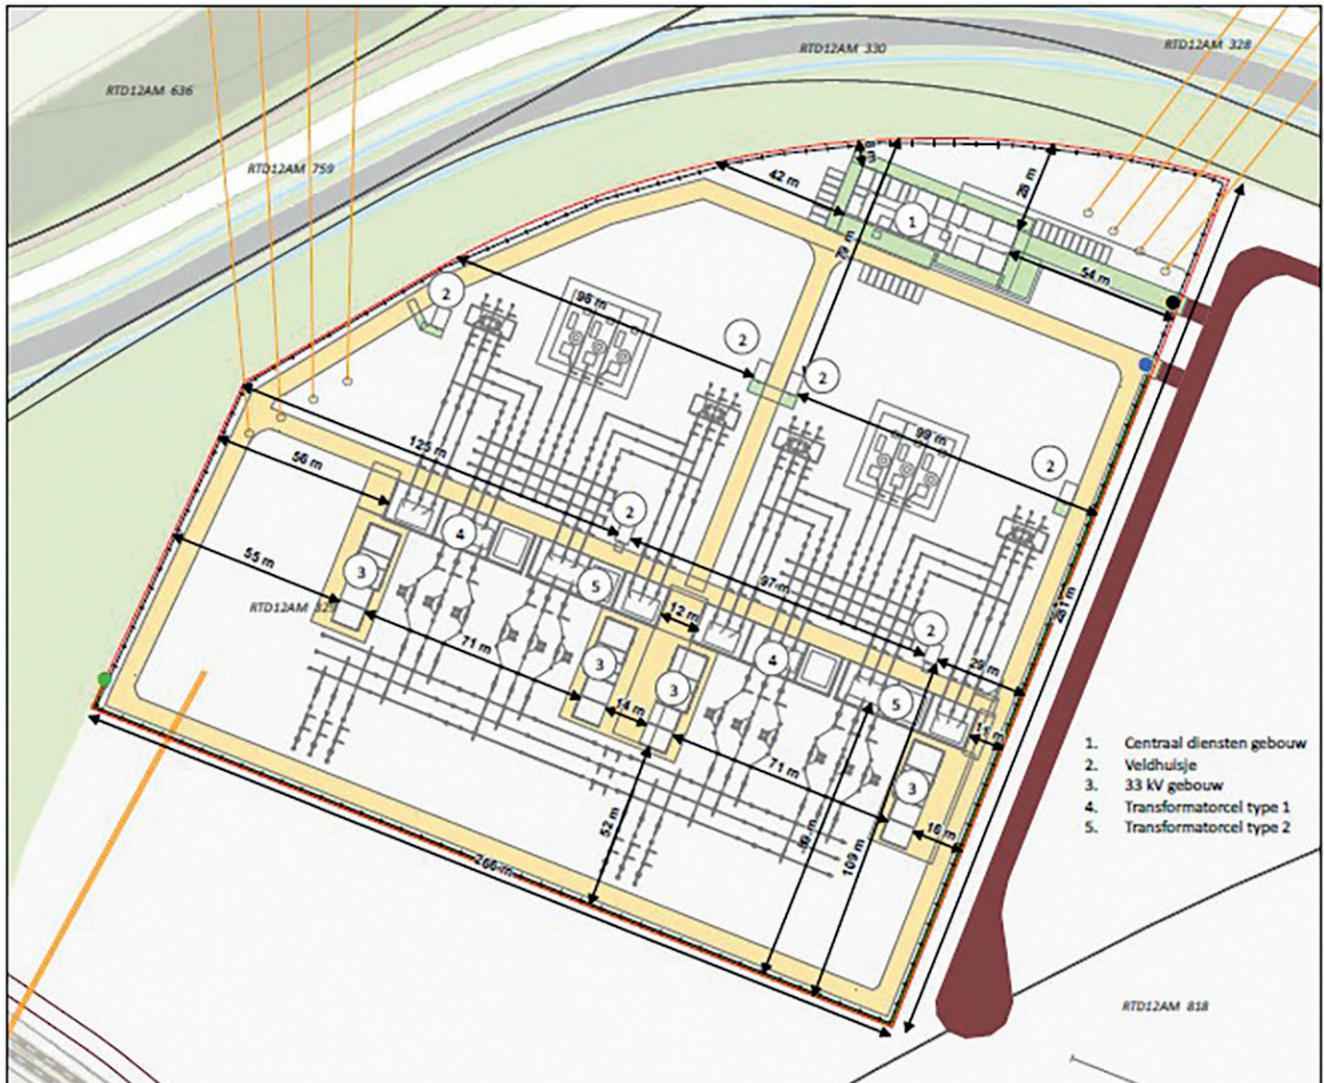 RTD12AM 330
RTD12AM 328
RTD12AM 636
RTD12AM 759
8 m
42 m
28 m
1
79 m
54 m
2
98 m
2
2
99 m
125 m
56 m
2
2
4
3
55 m
5
97 m
RTD12AM 329
12 m
2
71 m
3
4
29 m
3
5
14 m
11 m
1. Centraal diensten gebouw
2. Veldhuisje
3. 33 kV gebouw
4. Transformatorcel type 1
5. Transformatorcel type 2
71 m
3
52 m
16 m
109 m
266 m
RTD12AM 818